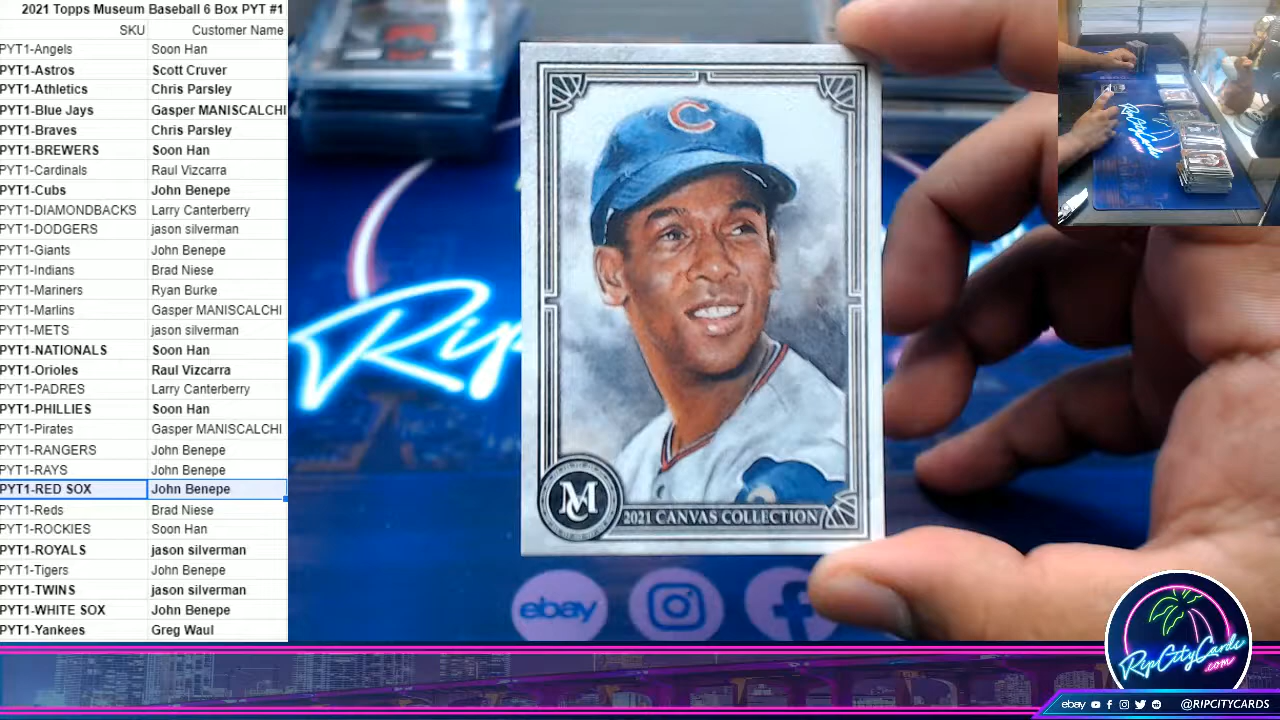 2021 Topps Museum Baseball 6 Box PYT #1
SKU Customer Name
PYT1-Angels Soon Han
PYT1-Astros Scott Cruver
PYT1-Athletics Chris Parsley
PYT1-Blue Jays Gasper MANISCALCHI
PYT1-Braves Chris Parsley
PYT1-BREWERS Soon Han
PYT1-Cardinals Raul Vizcarra
PYT1-Cubs John Benepe
PYT1-DIAMONDBACKS Larry Canterberry
PYT1-DODGERS jason silverman
PYT1-Giants John Benepe
PYT1-Indians Brad Niese
PYT1-Mariners Ryan Burke
PYT1-Marlins Gasper MANISCALCHI
PYT1-METS jason silverman
PYT1-NATIONALS Soon Han
PYT1-Orioles Raul Vizcarra
PYT1-PADRES Larry Canterberry
PYT1-PHILLIES Soon Han
PYT1-Pirates Gasper MANISCALCHI
PYT1-RANGERS John Benepe
PYT1-RAYS John Benepe
PYT1-RED SOX John Benepe
PYT1-Reds Brad Niese
PYT1-ROCKIES Soon Han
PYT1-ROYALS jason silverman
PYT1-Tigers John Benepe
PYT1-TWINS jason silverman
PYT1-WHITE SOX John Benepe
PYT1-Yankees Greg Waul
C
Rip
MC
2021 CANVAS COLLECTION
ebay
RipCityCards
.com
ebay @RIPCITYCARDS